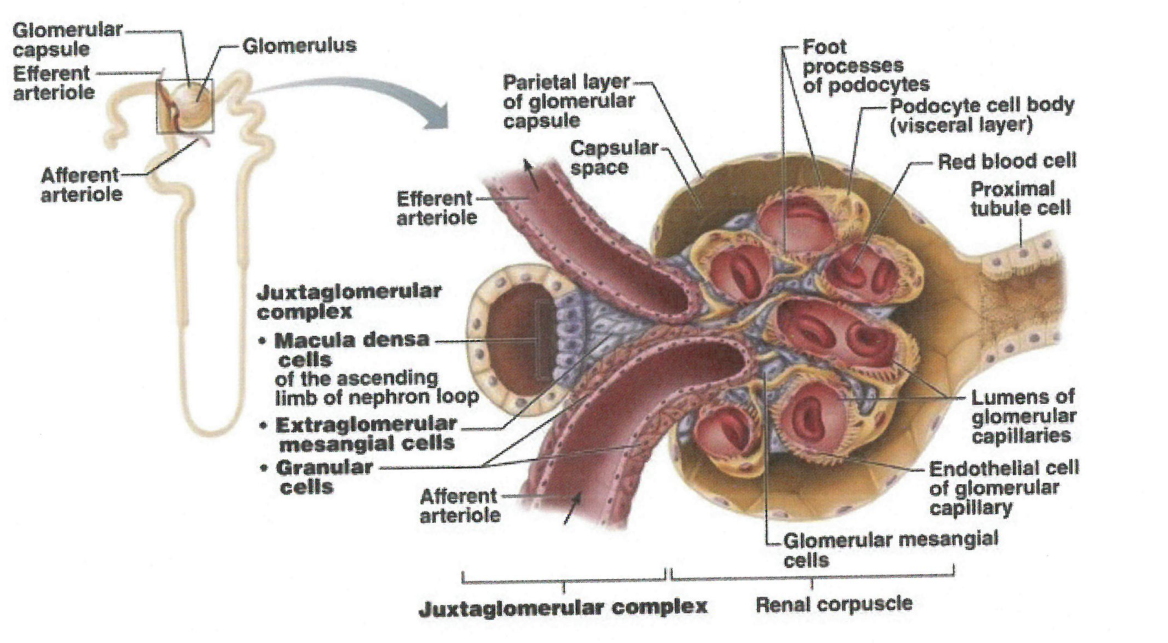 Glomerular
capsule
Efferent
arteriole
Glomerulus
Afferent
arteriole
Parietal layer
of glomerular
capsule
Capsular
space
Efferent
arteriole
Foot
processes
of podocytes
Podocyte cell body
(visceral layer)
Red blood cell
Proximal
tubule cell
Juxtaglomerular
complex
• Macula densa
cells
of the ascending
limb of nephron loop
• Extraglomerular
mesangial cells
• Granular
cells
Afferent
arteriole
Lumens of
glomerular
capillaries
Endothelial cell
of glomerular
capillary
Glomerular mesangial
cells
Juxtaglomerular complex
Renal corpuscle